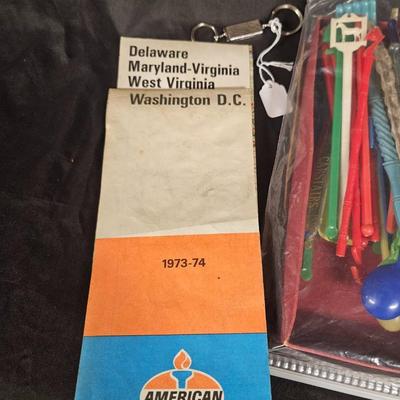 Delaware
Maryland-Virginia
West Virginia
Washington D.C.
1973-74
AMERICAN